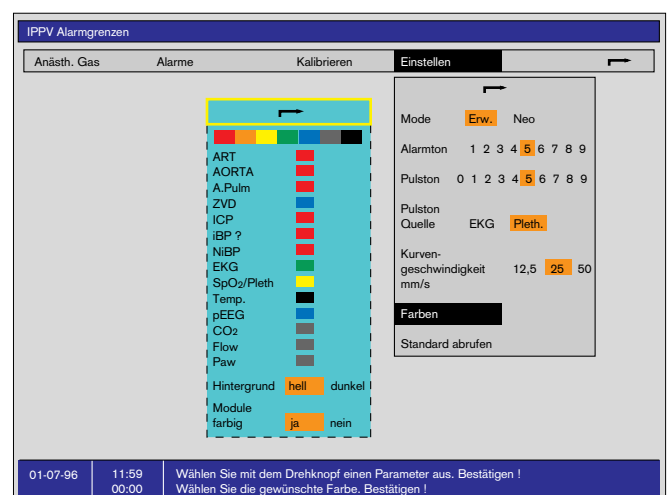 IPPV Alarmgrenzen
Anästh. Gas Alarme Kalibrieren Einstellen
ART
AORTA
A.Pulm
ZVD
ICP
iBP ?
NiBP
EKG
SpO2/Pleth
Temp.
pEEG
CO2
Flow
Paw
Hintergrund hell dunkel
Module
farbig ja nein
Mode Erw. Neo
Alarmton 1 2 3 4 5 6 7 8 9
Pulston 0 1 2 3 4 5 6 7 8 9
Pulston
Quelle EKG Pleth.
Kurven-
geschwindigkeit 12,5 25 50
mm/s
Farben
Standard abrufen
01-07-96 11:59 Wählen Sie mit dem Drehknopf einen Parameter aus. Bestätigen !
00:00 Wählen Sie die gewünschte Farbe. Bestätigen !